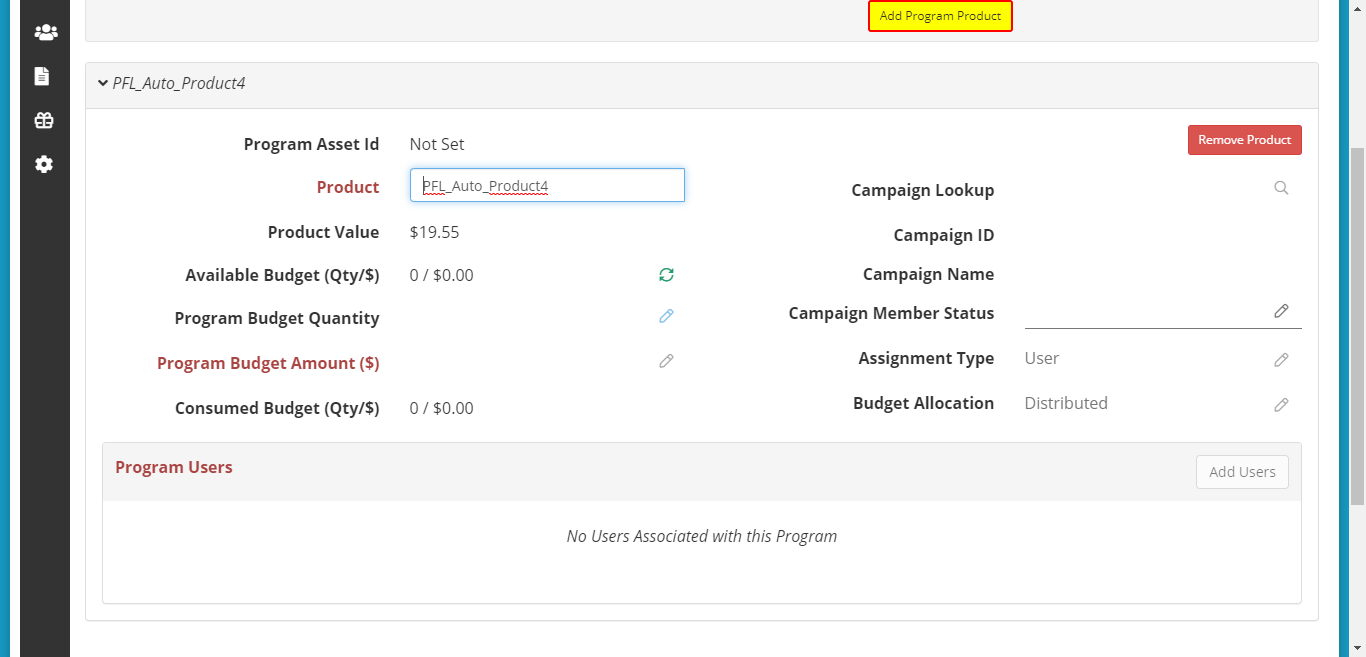 Add Program Product
PFL_Auto_Product4
Remove Product
Program Asset Id Not Set
Product PFL_Auto_Product4
Product Value $19.55
Available Budget (Qty/$) 0 / $0.00
Program Budget Quantity
Program Budget Amount ($)
Consumed Budget (Qty/$) 0 / $0.00
Campaign Lookup
Campaign ID
Campaign Name
Campaign Member Status
Assignment Type User
Budget Allocation Distributed
Program Users
Add Users
No Users Associated with this Program